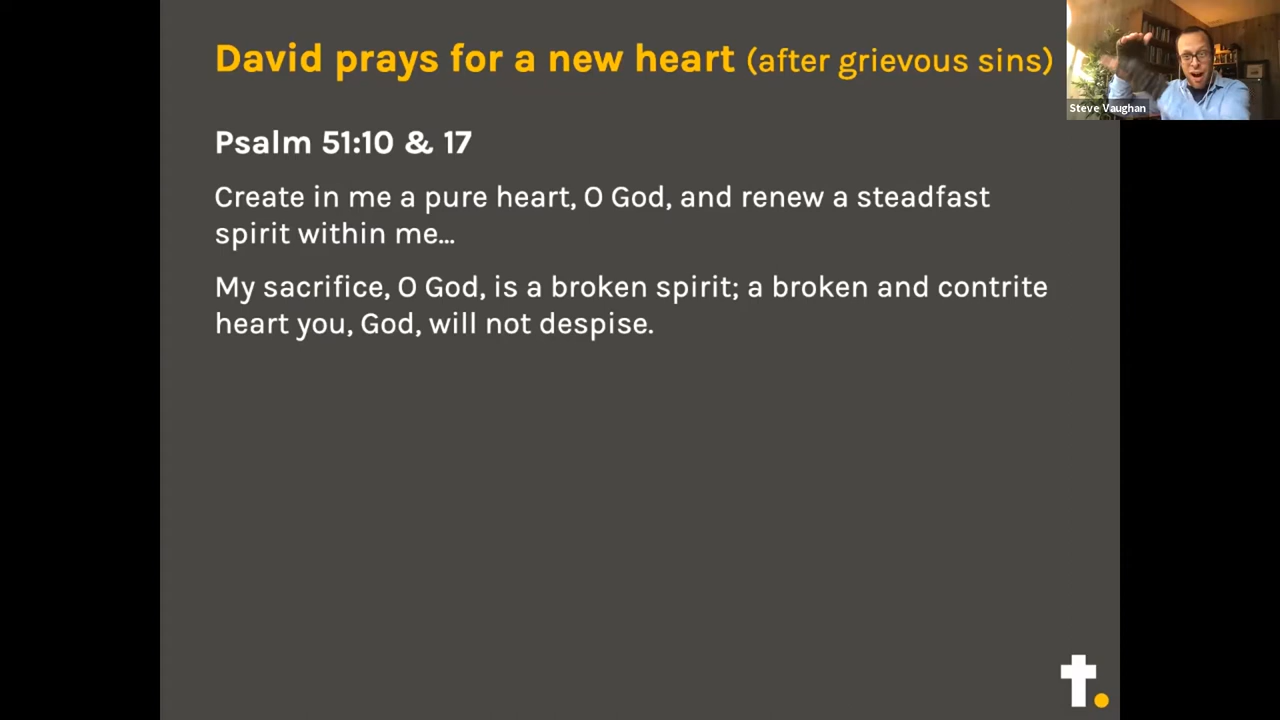 David prays for a new heart (after grievous sins)
Steve Vaughan
Psalm 51:10 & 17
Create in me a pure heart, O God, and renew a steadfast
spirit within me...
My sacrifice, O God, is a broken spirit; a broken and contrite
heart you, God, will not despise.